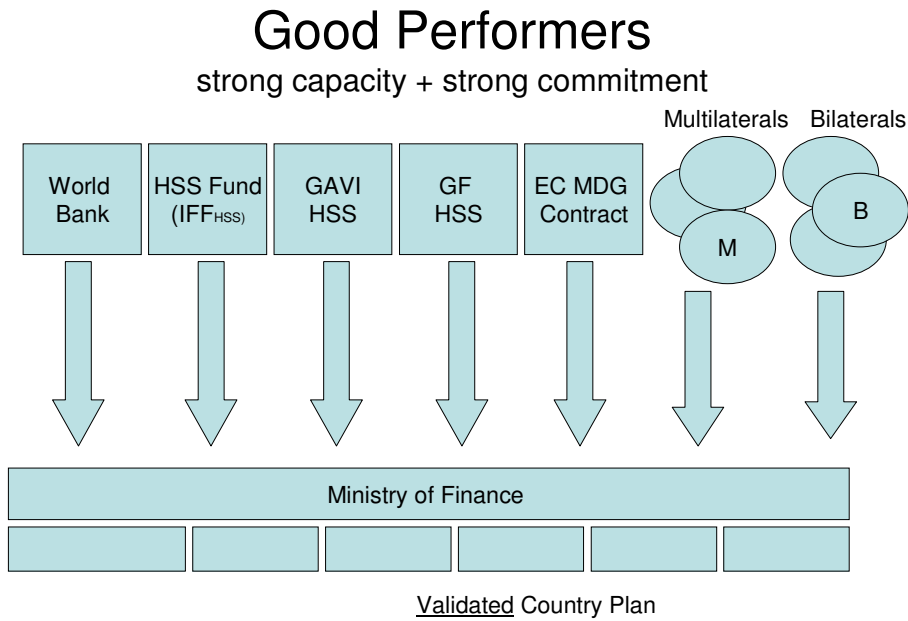 Good Performers
strong capacity + strong commitment
Multilaterals
Bilaterals
World
Bank
HSS Fund
(IFFHSS)
GAVI
HSS
GF
HSS
EC MDG
Contract
M
B
Ministry of Finance
Validated Country Plan